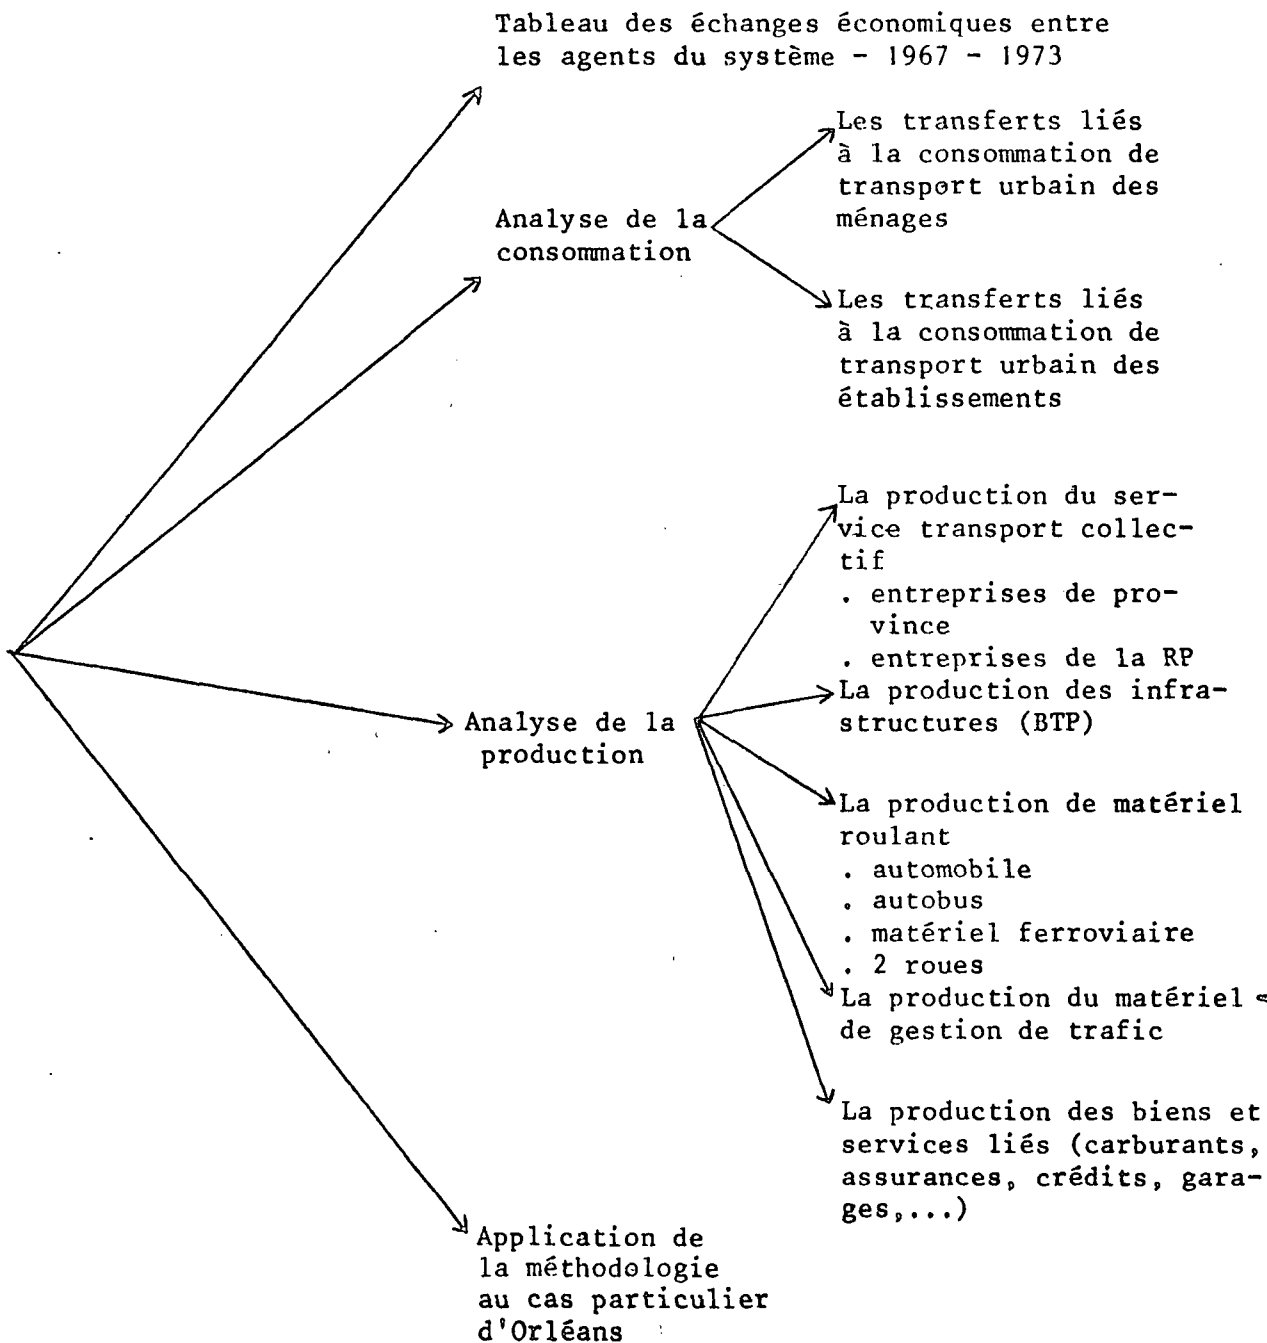 Tableau des échanges économiques entre
les agents du système - 1967 - 1973
Analyse de la
consommation
Les transferts liés
à la consommation de
transport urbain des
ménages
Les transferts liés
à la consommation de
transport urbain des
établissements
Analyse de la
production
La production du ser-
vice transport collec-
tif
. entreprises de pro-
vince
. entreprises de la RP
La production des infra-
structures (BTP)
La production de matériel
roulant
. automobile
. autobus
. matériel ferroviaire
. 2 roues
La production du matériel
de gestion de trafic
La production des biens et
services liés (carburants,
assurances, crédits, gara-
ges,...)
Application de
la méthodologie
au cas particulier
d'Orléans